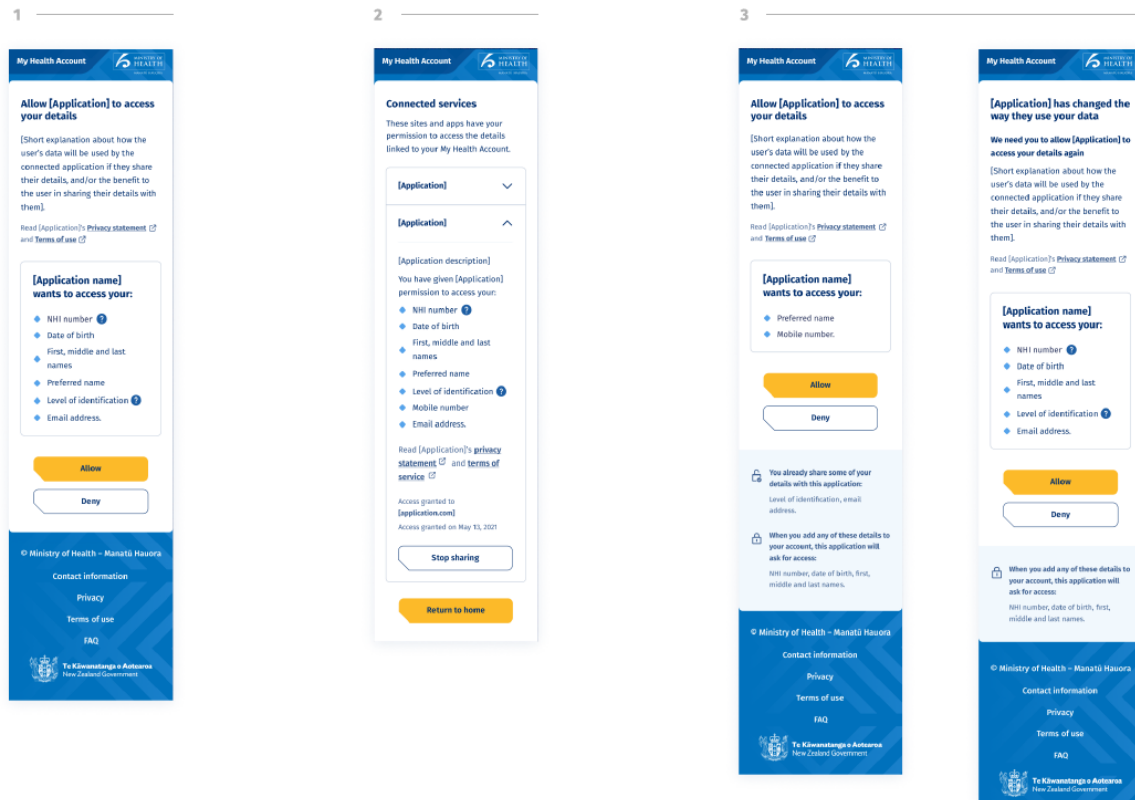 1
My Health Account
MINISTRY OF
HEALTH
MANATŪ HAUORA
Allow [Application] to access
your details
[Short explanation about how the
user's data will be used by the
connected application if they share
their details, and/or the benefit to
the user in sharing their details with
them].
Read [Application]'s Privacy statement
and Terms of use
[Application name]
wants to access your:
NHI number ?
Date of birth
First, middle and last
names
Preferred name
Level of identification ?
Email address.
Allow
Deny
© Ministry of Health – Manatū Hauora
Contact information
Privacy
Terms of use
FAQ
Te Kāwanatanga o Aotearoa
New Zealand Government
2
My Health Account
MINISTRY OF
HEALTH
MANATŪ HAUORA
Connected services
These sites and apps have your
permission to access the details
linked to your My Health Account.
[Application]
[Application]
[Application description]
You have given [Application]
permission to access your:
NHI number ?
Date of birth
First, middle and last
names
Preferred name
Level of identification ?
Mobile number
Email address.
Read [Application]'s privacy
statement and terms of
service
Access granted to
[application.com]
Access granted on May 13, 2021
Stop sharing
Return to home
3
My Health Account
MINISTRY OF
HEALTH
MANATŪ HAUORA
Allow [Application] to access
your details
[Short explanation about how the
user's data will be used by the
connected application if they share
their details, and/or the benefit to
the user in sharing their details with
them].
Read [Application]'s Privacy statement
and Terms of use
[Application name]
wants to access your:
Preferred name
Mobile number.
Allow
Deny
You already share some of your
details with this application:
Level of identification, email
address.
When you add any of these details to
your account, this application will
ask for access:
NHI number, date of birth, first,
middle and last names.
© Ministry of Health – Manatū Hauora
Contact information
Privacy
Terms of use
FAQ
Te Kāwanatanga o Aotearoa
New Zealand Government
My Health Account
MINISTRY OF
HEALTH
MANATŪ HAUORA
[Application] has changed the
way they use your data
We need you to allow [Application] to
access your details again
[Short explanation about how the
user's data will be used by the
connected application if they share
their details, and/or the benefit to
the user in sharing their details with
them].
Read [Application]'s Privacy statement
and Terms of use
[Application name]
wants to access your:
NHI number ?
Date of birth
First, middle and last
names
Level of identification ?
Email address.
Allow
Deny
When you add any of these details to
your account, this application will
ask for access:
NHI number, date of birth, first,
middle and last names.
© Ministry of Health – Manatū Hauora
Contact information
Privacy
Terms of use
FAQ
Te Kāwanatanga o Aotearoa
New Zealand Government